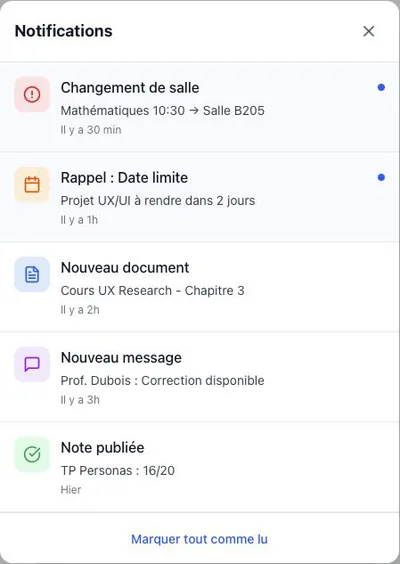 Notifications
Changement de salle
Mathématiques 10:30 → Salle B205
Il y a 30 min
Rappel : Date limite
Projet UX/UI à rendre dans 2 jours
Il y a 1h
Nouveau document
Cours UX Research - Chapitre 3
Il y a 2h
Nouveau message
Prof. Dubois : Correction disponible
Il y a 3h
Note publiée
TP Personas : 16/20
Hier
Marquer tout comme lu